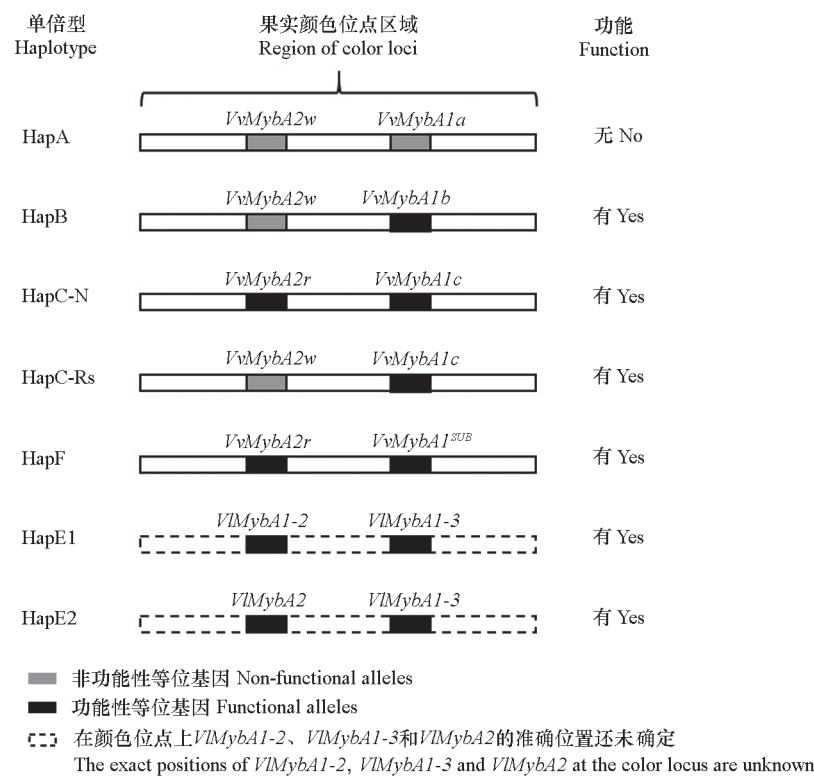 单倍型 果实颜色位点区域 功能
Haplotype Region of color loci Function
VvMybA2w VvMybA1a
HapA 无 No
VvMybA2w VvMybA1b
HapB 有 Yes
VvMybA2r VvMybA1c
HapC-N 有 Yes
VvMybA2w VvMybA1c
HapC-Rs 有 Yes
VvMybA2r VvMybA1SUB
HapF 有 Yes
VlMybA1-2 VlMybA1-3
HapE1 有 Yes
VlMybA2 VlMybA1-3
HapE2 有 Yes
非功能性等位基因 Non-functional alleles
功能性等位基因 Functional alleles
在颜色位点上VlMybA1-2、VlMybA1-3和VlMybA2的准确位置还未确定
The exact positions of VlMybA1-2, VlMybA1-3 and VlMybA2 at the color locus are unknown